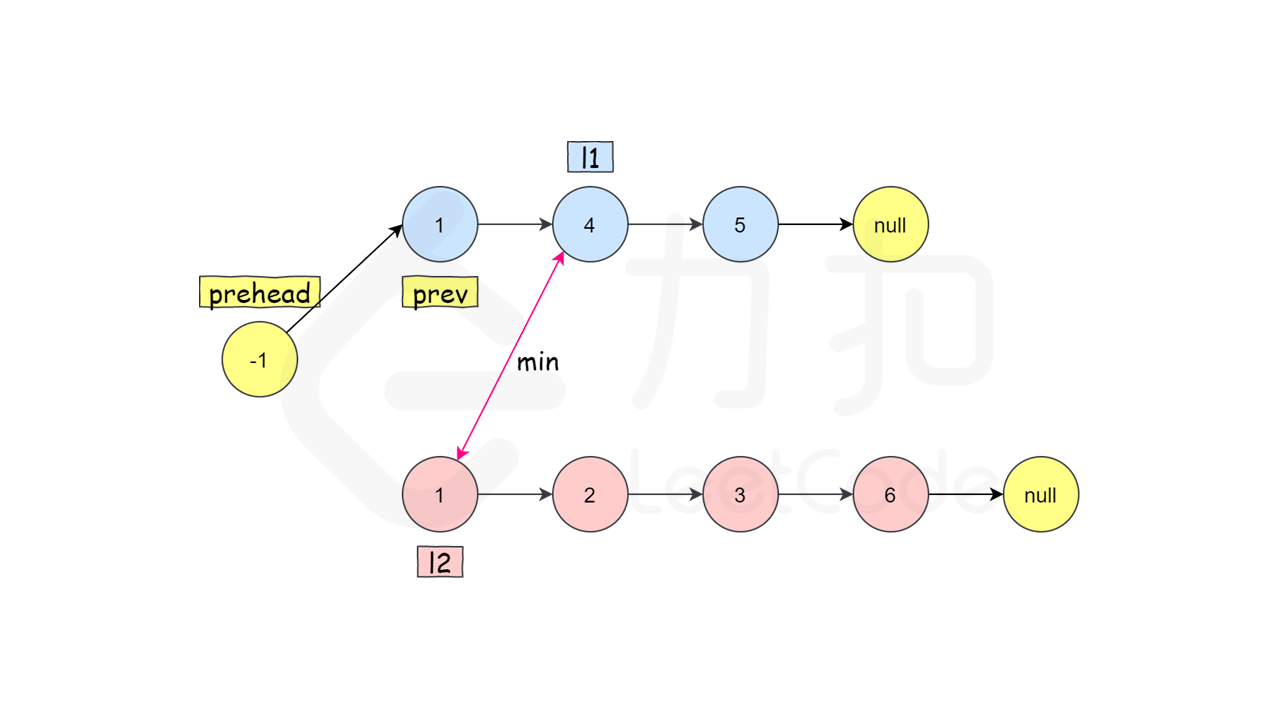 l1
1
4
5
null
prehead
prev
-1
min
力扣
LeetCode
1
2
3
6
null
l2